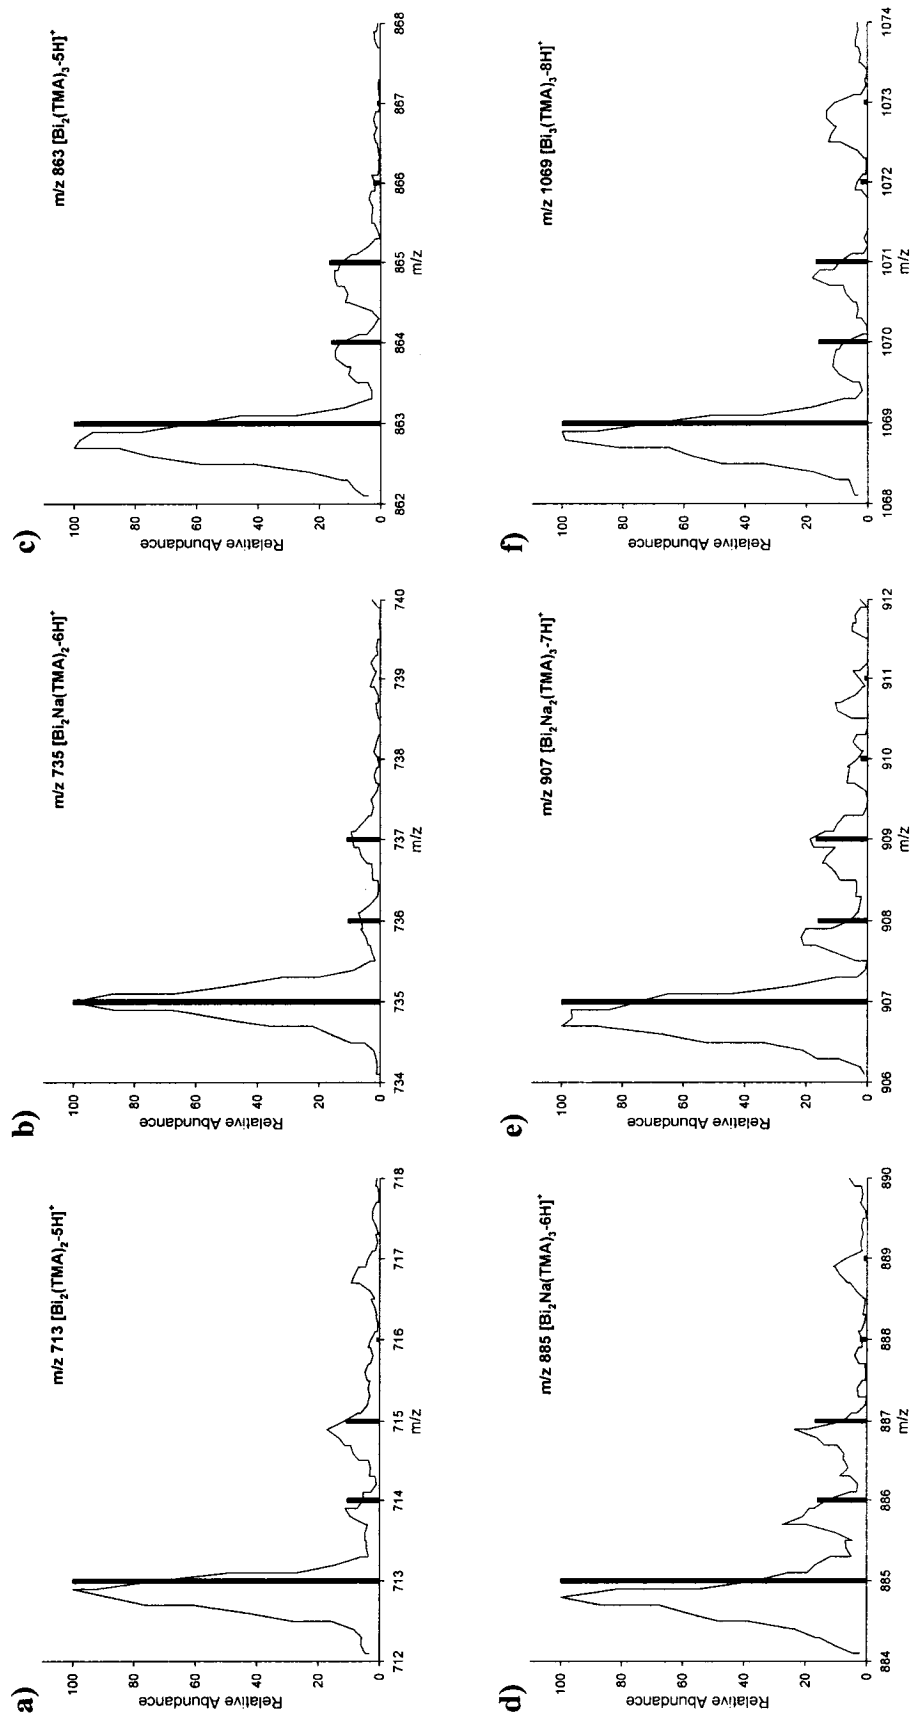 a)
m/z 713 [Bi₂(TMA)₂-5H]⁺
Relative Abundance
100
80
60
40
20
0
712 713 714 715 716 717 718
m/z
b)
m/z 735 [Bi₂Na(TMA)₂-6H]⁺
Relative Abundance
100
80
60
40
20
0
734 735 736 737 738 739 740
m/z
c)
m/z 863 [Bi₂(TMA)₃-5H]⁺
Relative Abundance
100
80
60
40
20
0
862 863 864 865 866 867 868
m/z
d)
m/z 885 [Bi₂Na(TMA)₃-6H]⁺
Relative Abundance
100
80
60
40
20
0
884 885 886 887 888 889 890
m/z
e)
m/z 907 [Bi₂Na₂(TMA)₃-7H]⁺
Relative Abundance
100
80
60
40
20
0
906 907 908 909 910 911 912
m/z
f)
m/z 1069 [Bi₃(TMA)₃-8H]⁺
Relative Abundance
100
80
60
40
20
0
1068 1069 1070 1071 1072 1073 1074
m/z